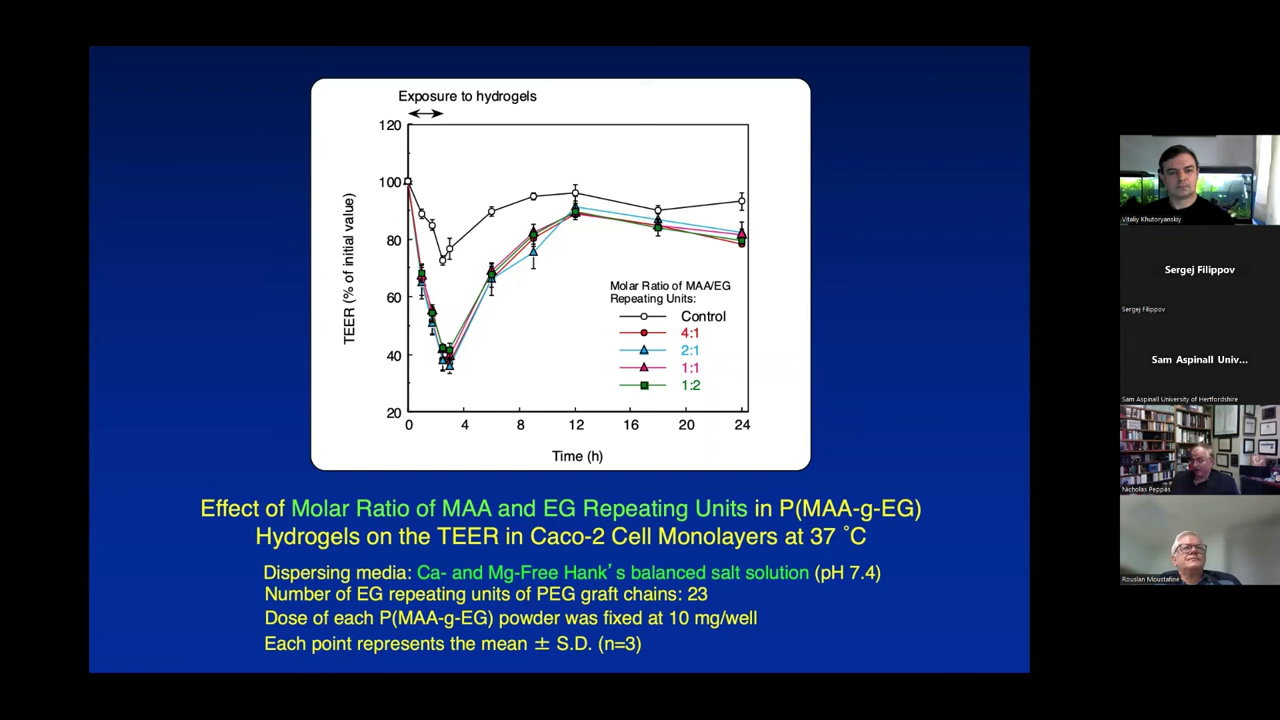 Exposure to hydrogels
120
100
80
60
40
20
TEER (% of initial value)
0 4 8 12 16 20 24
Time (h)
Molar Ratio of MAA/EG
Repeating Units:
Control
4:1
2:1
1:1
1:2
Effect of Molar Ratio of MAA and EG Repeating Units in P(MAA-g-EG)
Hydrogels on the TEER in Caco-2 Cell Monolayers at 37 °C
Dispersing media: Ca- and Mg-Free Hank's balanced salt solution (pH 7.4)
Number of EG repeating units of PEG graft chains: 23
Dose of each P(MAA-g-EG) powder was fixed at 10 mg/well
Each point represents the mean ± S.D. (n=3)
Vitaliy Khutoryanskiy
Sergej Filippov
Sergej Filippov
Sam Aspinall Univ...
Sam Aspinall University of Hertfordshire
Nicholas Peppas
Rouslan Moustafine